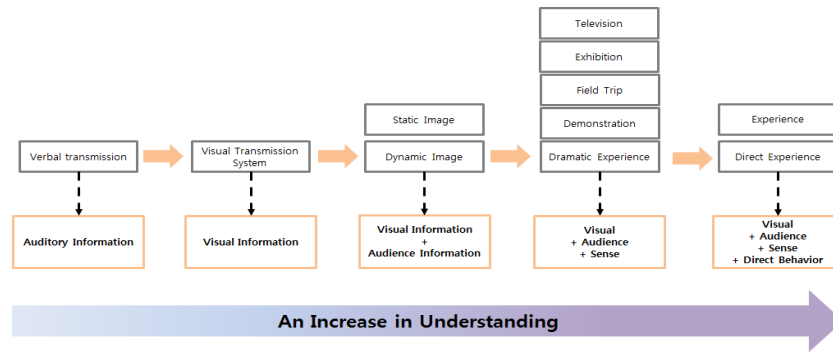 Television
Exhibition
Field Trip
Static Image
Demonstration
Experience
Verbal transmission
Visual Transmission
System
Dynamic Image
Dramatic Experience
Direct Experience
Auditory Information
Visual Information
Visual Information
+
Audience Information
Visual
+ Audience
+ Sense
Visual
+ Audience
+ Sense
+ Direct Behavior
An Increase in Understanding